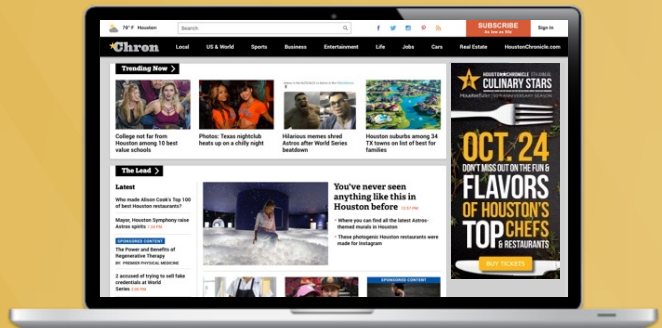 70° F Houston
Search
SUBSCRIBE
Sign In
Chron
Local US & World Sports Business Entertainment Life Jobs Cars Real Estate HoustonChronicle.com
Trending Now
College not far from
Houston among 10 best
value schools
Photos: Texas nightclub
heats up on a chilly night
Hilarious memes shred
Astros after World Series
beatdown
Houston suburbs among 34
TX towns on list of best for
families
The Lead
Latest
Who made Alison Cook's Top 100
of best Houston restaurants?
Mayor, Houston Symphony raise
Astros spirits
SPONSORED CONTENT
The Power and Benefits of
Regenerative Therapy
BY: PREMIER PHYSICAL MEDICINE
2 accused of trying to sell fake
credentials at World
Series
You've never seen
anything like this in
Houston before
Where you can find all the latest Astros-
themed murals in Houston
These photogenic Houston restaurants were
made for Instagram
SPONSORED CONTENT
HOUSTON CHRONICLE
CULINARY STARS
OCT. 24
DON'T MISS OUT ON THE FUN &
FLAVORS
OF HOUSTON'S
TOP CHEFS
& RESTAURANTS
BUY TICKETS